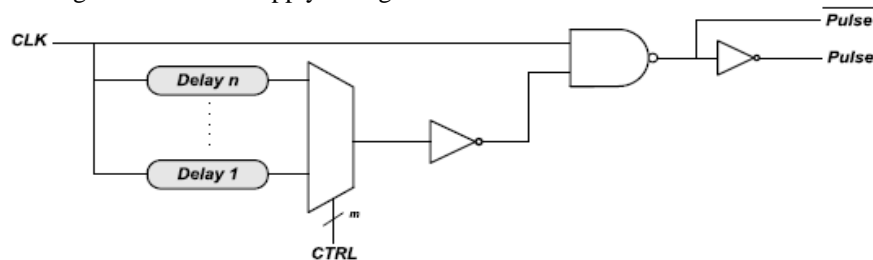 Pulse
CLK
Pulse
Delay n
Delay 1
m
CTRL